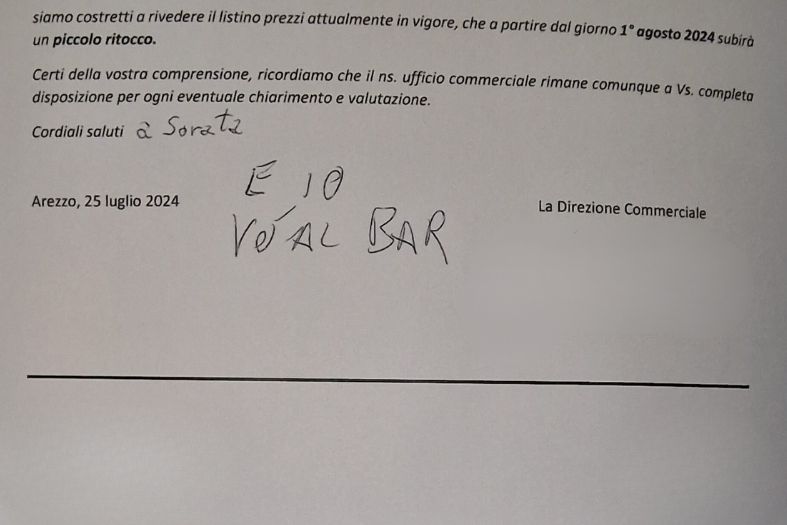 siamo costretti a rivedere il listino prezzi attualmente in vigore, che a partire dal giorno 1° agosto 2024 subirà
un piccolo ritocco.
Certi della vostra comprensione, ricordiamo che il ns. ufficio commerciale rimane comunque a Vs. completa
disposizione per ogni eventuale chiarimento e valutazione.
Cordiali saluti à Sorata
E IO
Arezzo, 25 luglio 2024
La Direzione Commerciale
VO' AL BAR